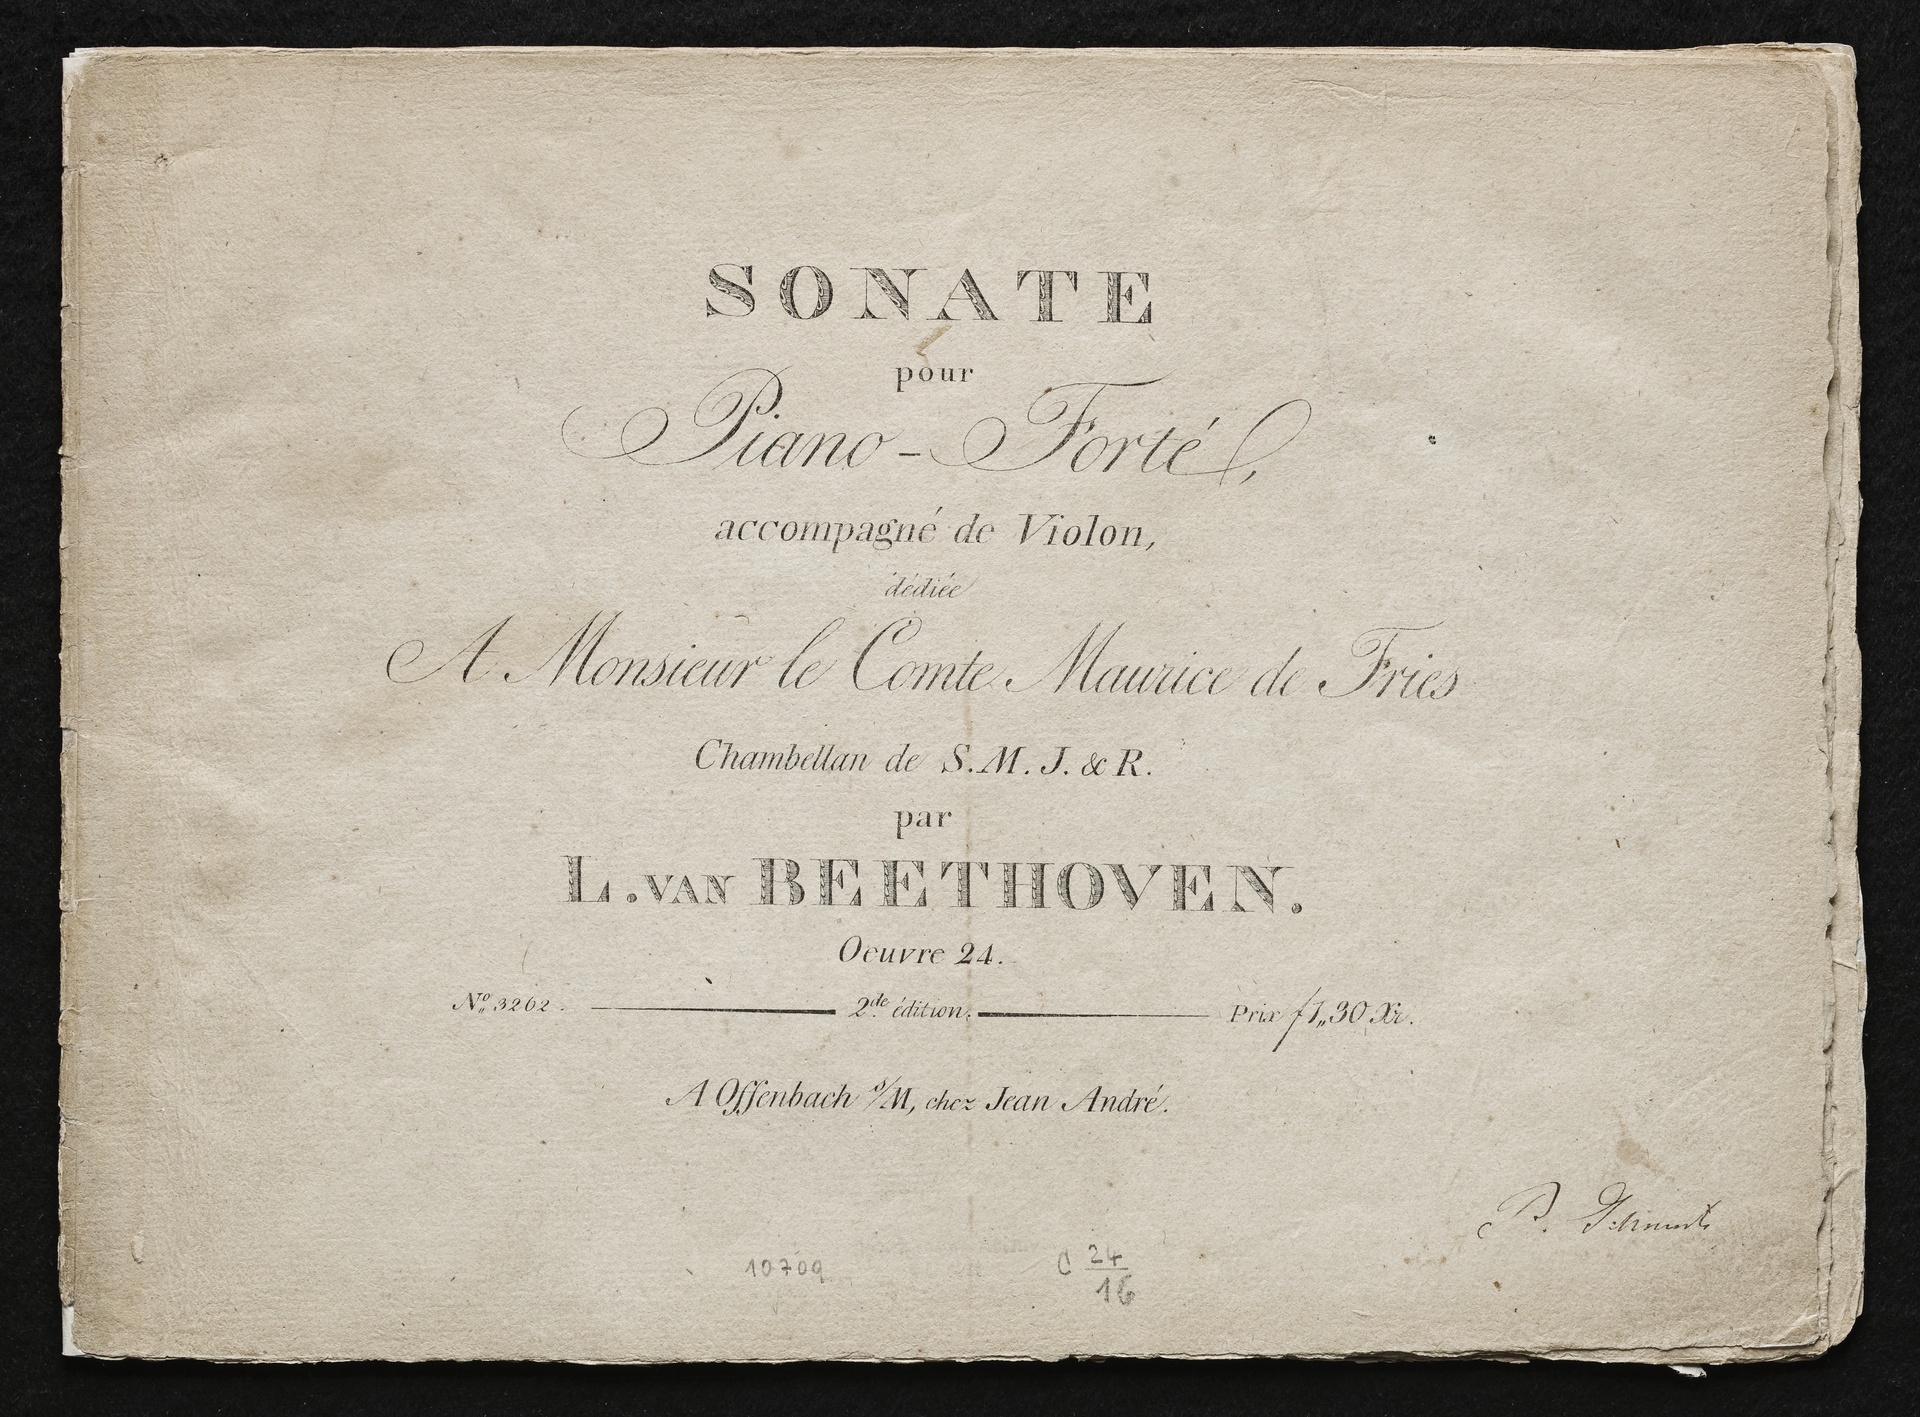 SONATE
pour
Piano - Forté,
accompagné de Violon,
dédiée
A Monsieur le Comte Maurice de Fries
Chambellan de S. M. J. & R.
par
L. VAN BEETHOVEN.
Oeuvre 24.
No. 3262. 2de. édition. Prix f 1,,30 Xr.
A Offenbach s/M, chez Jean André.
10709 C 24/16